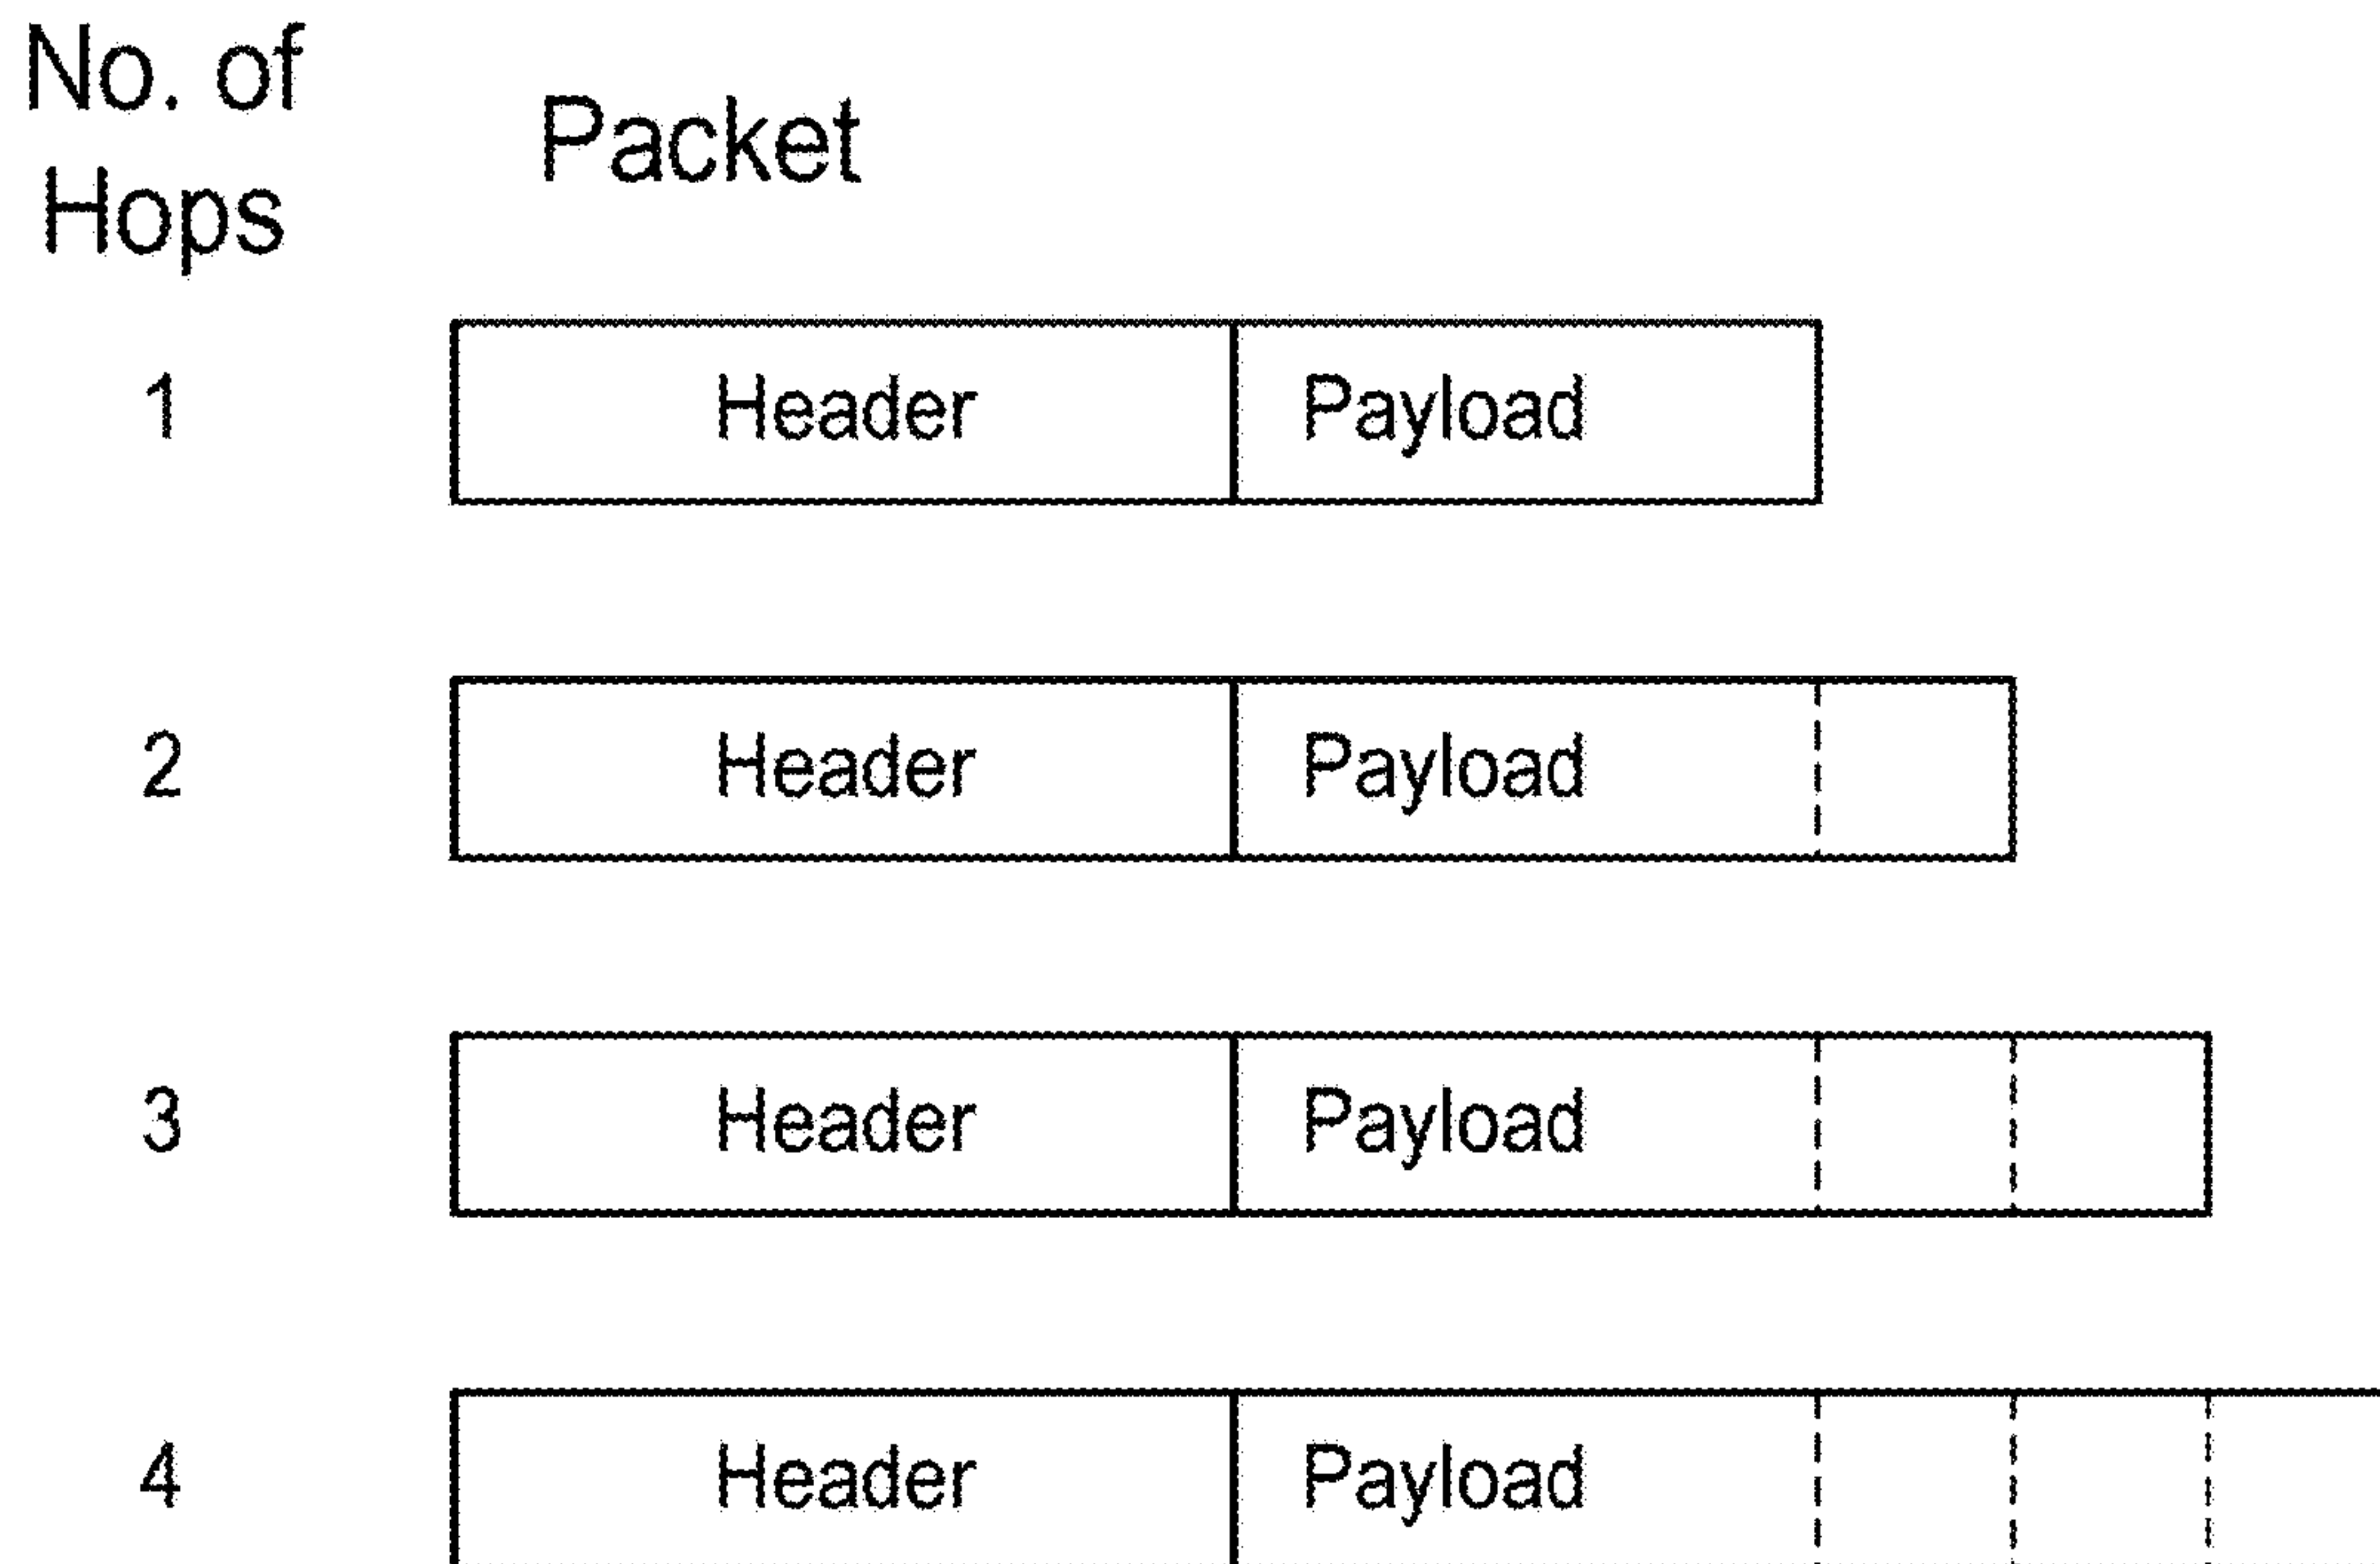 No. of
Hops
Packet
1 Header Payload
2 Header Payload
3 Header Payload
4 Header Payload